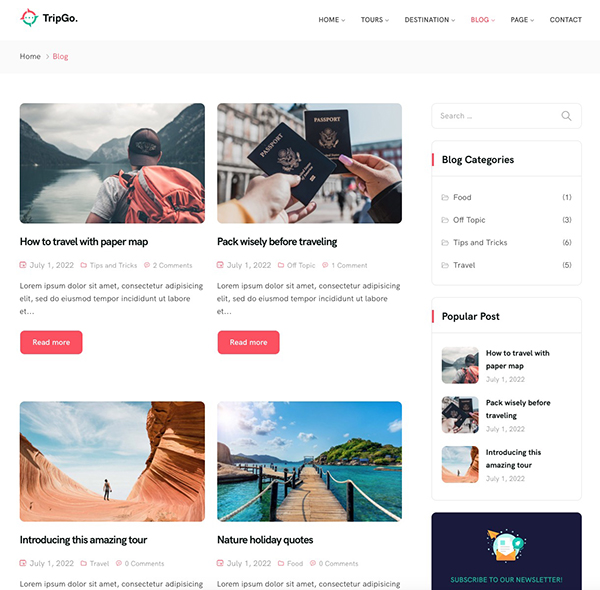 TripGo.
HOME
TOURS
DESTINATION
BLOG
PAGE
CONTACT
Home > Blog
PASSPORT
PASSPORT
How to travel with paper map
July 1, 2022 Tips and Tricks 2 Comments
Lorem ipsum dolor sit amet, consectetur adipiscing
elit, sed do eiusmod tempor incididunt ut labore
et...
Read more
Pack wisely before traveling
July 1, 2022 Off Topic 1 Comment
Lorem ipsum dolor sit amet, consectetur adipiscing
elit, sed do eiusmod tempor incididunt ut labore
et...
Read more
Introducing this amazing tour
July 1, 2022 Travel 0 Comments
Lorem ipsum dolor sit amet, consectetur adipiscing
Nature holiday quotes
July 1, 2022 Food 0 Comments
Lorem ipsum dolor sit amet, consectetur adipiscing
Search ...
Blog Categories
Food (1)
Off Topic (3)
Tips and Tricks (6)
Travel (5)
Popular Post
How to travel with
paper map
July 1, 2022
Pack wisely before
traveling
July 1, 2022
Introducing this
amazing tour
July 1, 2022
SUBSCRIBE TO OUR NEWSLETTER!